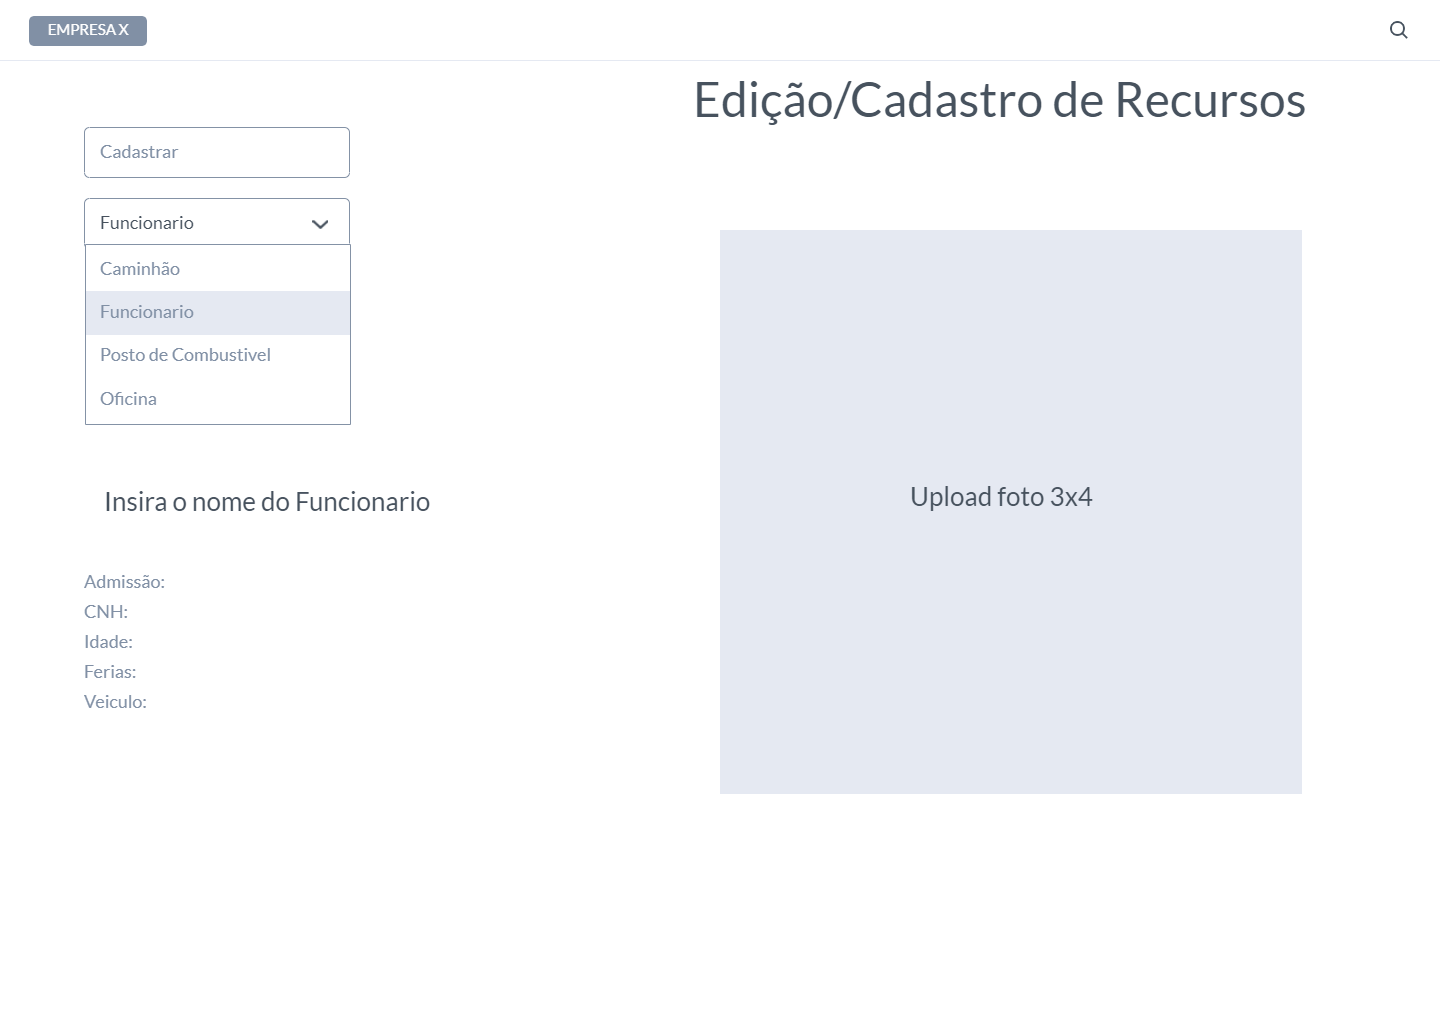 EMPRESA X
Edição/Cadastro de Recursos
Cadastrar
Funcionario
Caminhão
Funcionario
Posto de Combustivel
Oficina
Insira o nome do Funcionario
Admissão:
CNH:
Idade:
Ferias:
Veiculo:
Upload foto 3x4